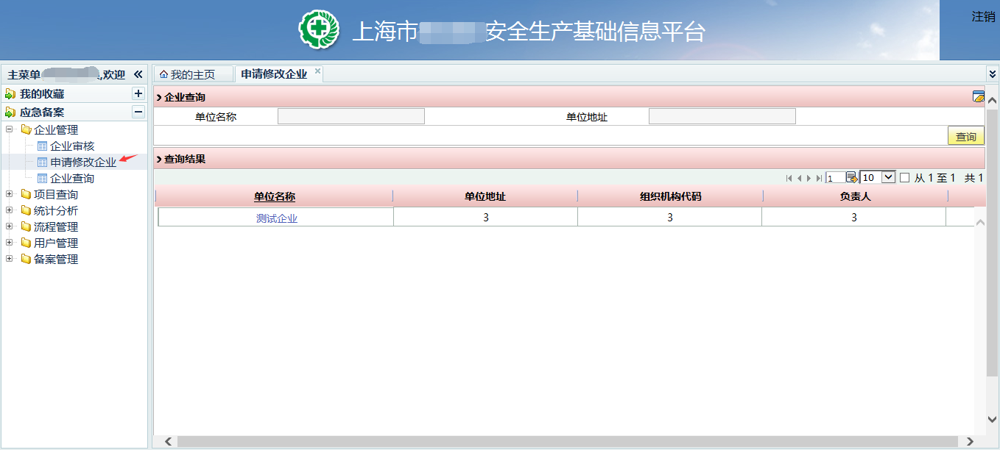 注销
上海市 安全生产基础信息平台
主菜单 ,欢迎
我的收藏
应急备案
企业管理
企业审核
申请修改企业
企业查询
项目查询
统计分析
流程管理
用户管理
备案管理
我的主页 申请修改企业
企业查询
单位名称 单位地址
查询
查询结果
1 10 从 1 至 1 共 1
单位名称 单位地址 组织机构代码 负责人
测试企业 3 3 3